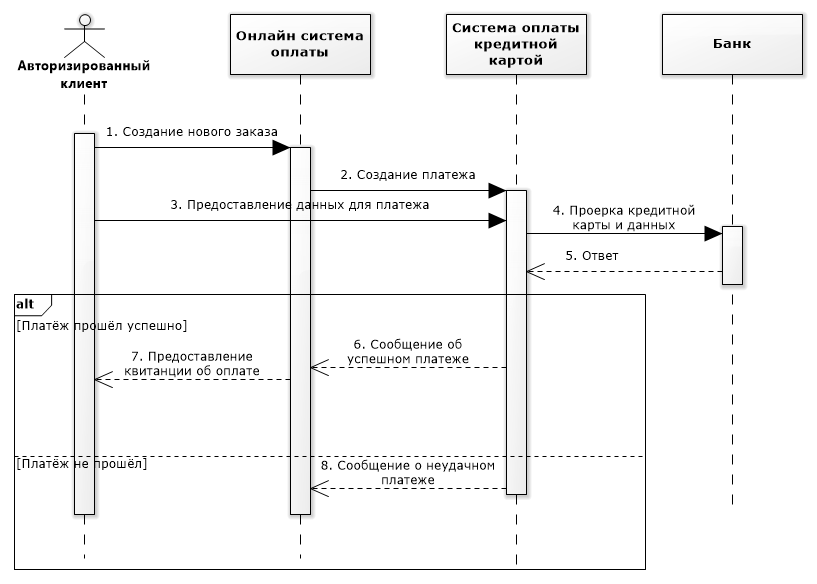 Авторизированный
клиент
Онлайн система
оплаты
Система оплаты
кредитной
картой
Банк
1. Создание нового заказа
2. Создание платежа
3. Предоставление данных для платежа
4. Проерка кредитной
карты и данных
5. Ответ
alt
[Платёж прошёл успешно]
6. Сообщение об
успешном платеже
7. Предоставление
квитанции об оплате
[Платёж не прошёл]
8. Сообщение о неудачном
платеже